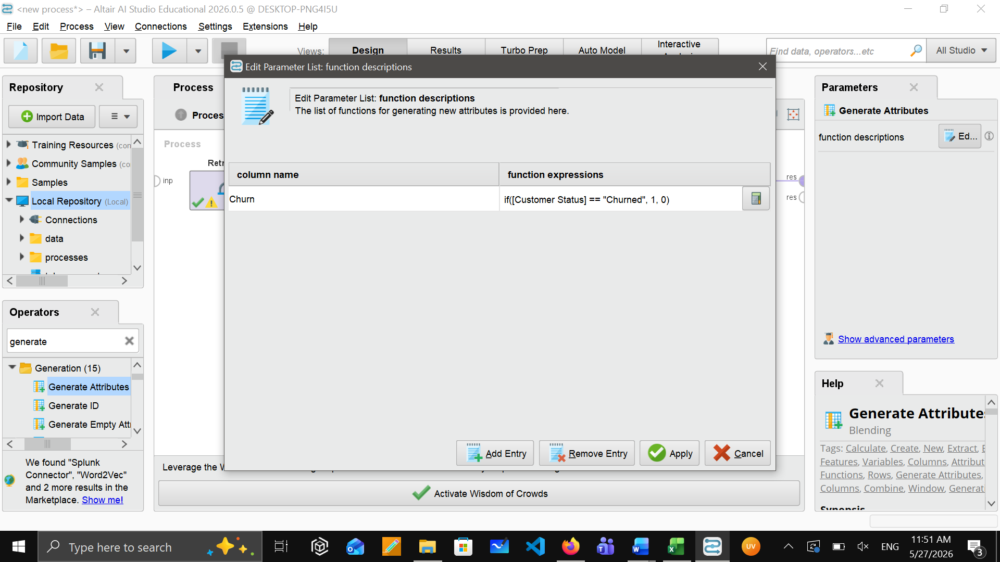 <new process*> – Altair AI Studio Educational 2026.0.5 @ DESKTOP-PNG4I5U
File Edit Process View Connections Settings Extensions Help
Views: Design Results Turbo Prep Auto Model Interactive
Find data, operators...etc
All Studio
Edit Parameter List: function descriptions
Edit Parameter List: function descriptions
The list of functions for generating new attributes is provided here.
column name function expressions
Churn if([Customer Status] == "Churned", 1, 0)
Add Entry Remove Entry Apply Cancel
Repository
Import Data
Training Resources (con
Community Samples (co
Samples
Local Repository (Local)
Connections
data
processes
Operators
generate
Generation (15)
Generate Attributes
Generate ID
Generate Empty Att
We found "Splunk
Connector", "Word2Vec"
and 2 more results in the
Marketplace. Show me!
Process
Proces
Process
Retr
inp
res
res
Leverage the W
Activate Wisdom of Crowds
Parameters
Generate Attributes
function descriptions Ed...
Show advanced parameters
Help
Generate Attributes
Blending
Tags: Calculate, Create, New, Extract, E
Features, Variables, Columns, Attribut
Functions, Rows, Generate Attributes,
Columns, Combine, Window, Generati
Synopsis
Type here to search
UV
ENG
11:51 AM
5/27/2026
3